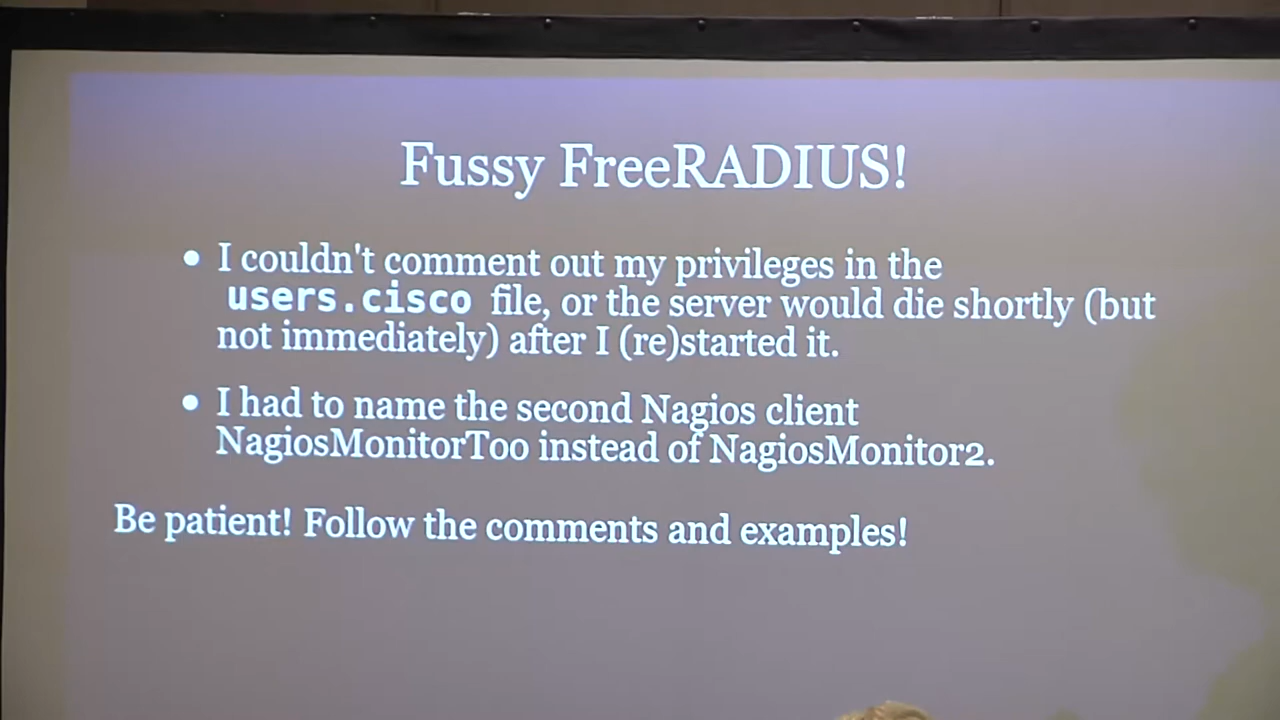 Fussy FreeRADIUS!
• I couldn't comment out my privileges in the
users.cisco file, or the server would die shortly (but
not immediately) after I (re)started it.
• I had to name the second Nagios client
NagiosMonitorToo instead of NagiosMonitor2.
Be patient! Follow the comments and examples!